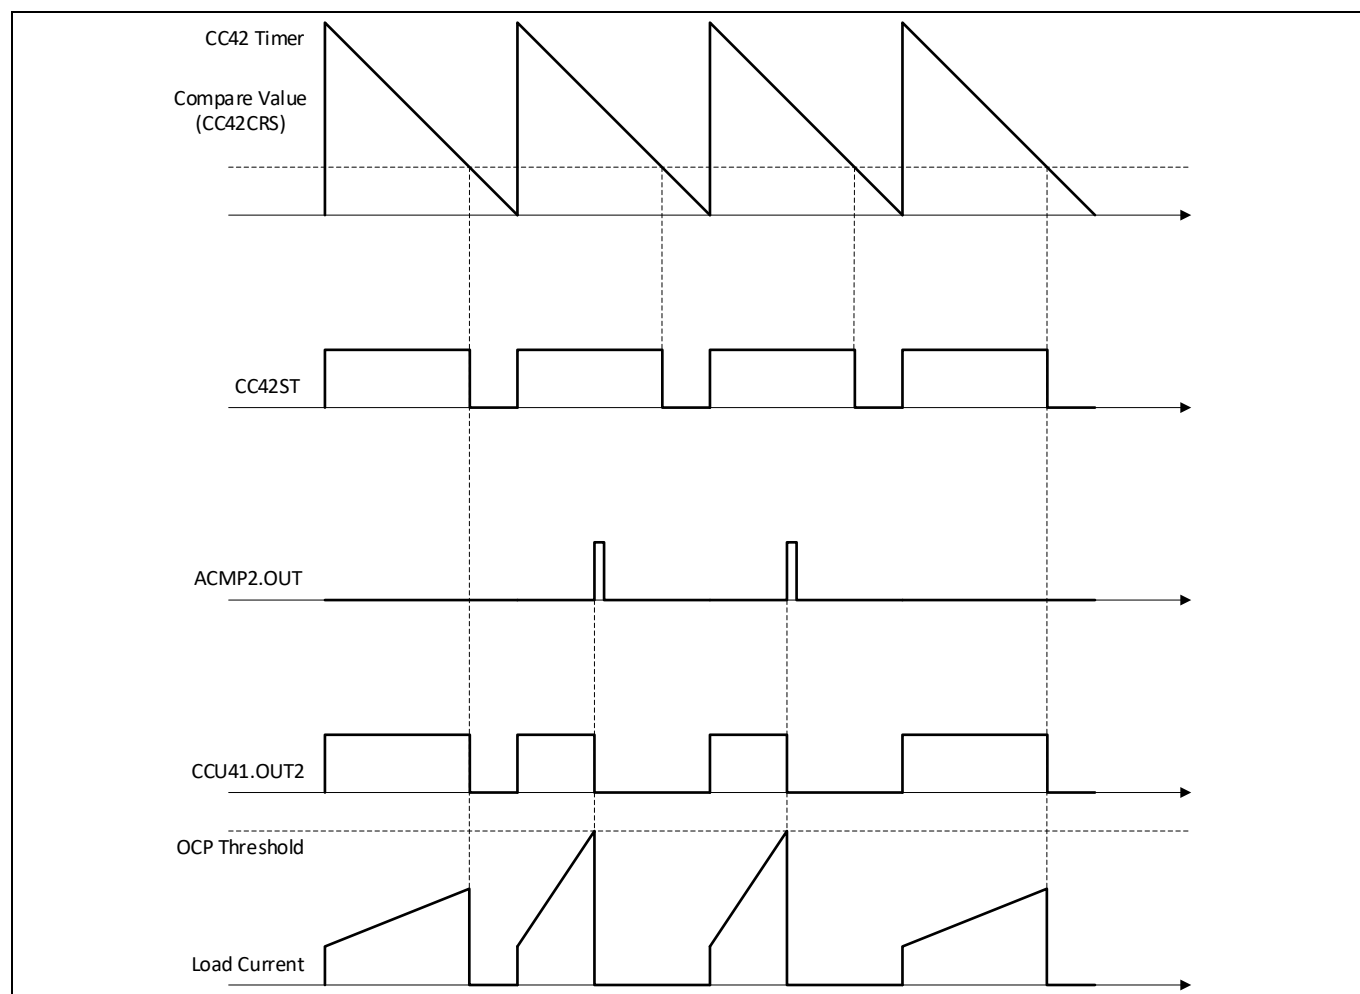 CC42 Timer
Compare Value
(CC42CRS)
CC42ST
ACMP2.OUT
CCU41.OUT2
OCP Threshold
Load Current